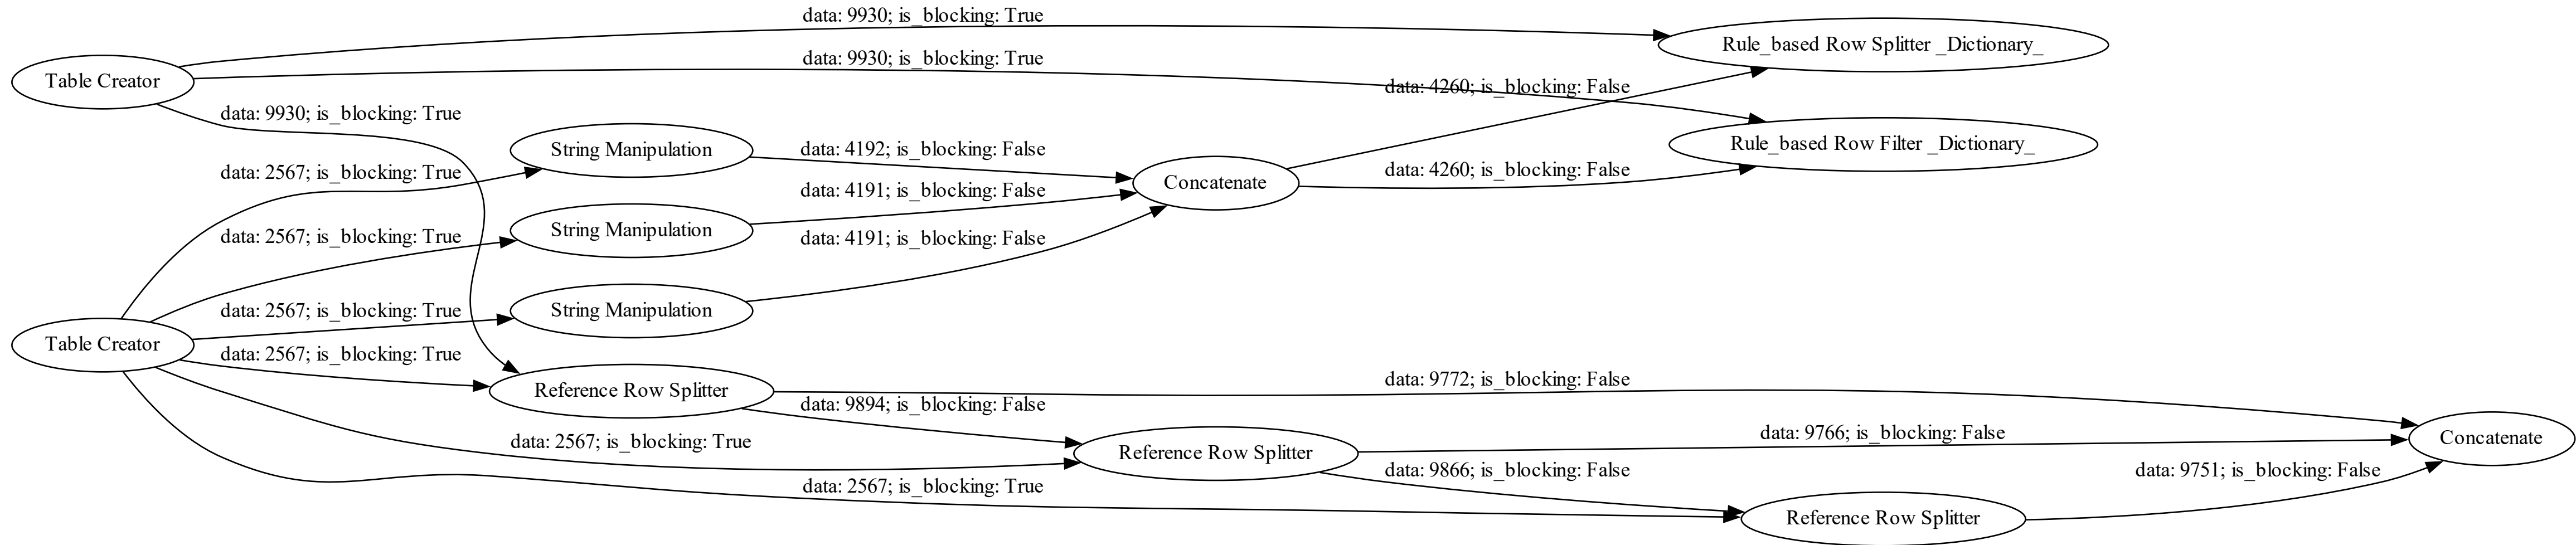 data: 9930; is_blocking: True
Rule_based Row Splitter _Dictionary_
data: 9930; is_blocking: True
Table Creator
data: 4260; is_blocking: False
data: 9930; is_blocking: True
Rule_based Row Filter _Dictionary_
String Manipulation
data: 4192; is_blocking: False
data: 2567; is_blocking: True
data: 4260; is_blocking: False
Concatenate
data: 4191; is_blocking: False
String Manipulation
data: 2567; is_blocking: True
data: 4191; is_blocking: False
data: 2567; is_blocking: True
String Manipulation
Table Creator
data: 2567; is_blocking: True
data: 9772; is_blocking: False
Reference Row Splitter
data: 9894; is_blocking: False
data: 9766; is_blocking: False
Concatenate
data: 2567; is_blocking: True
Reference Row Splitter
data: 9866; is_blocking: False
data: 9751; is_blocking: False
data: 2567; is_blocking: True
Reference Row Splitter